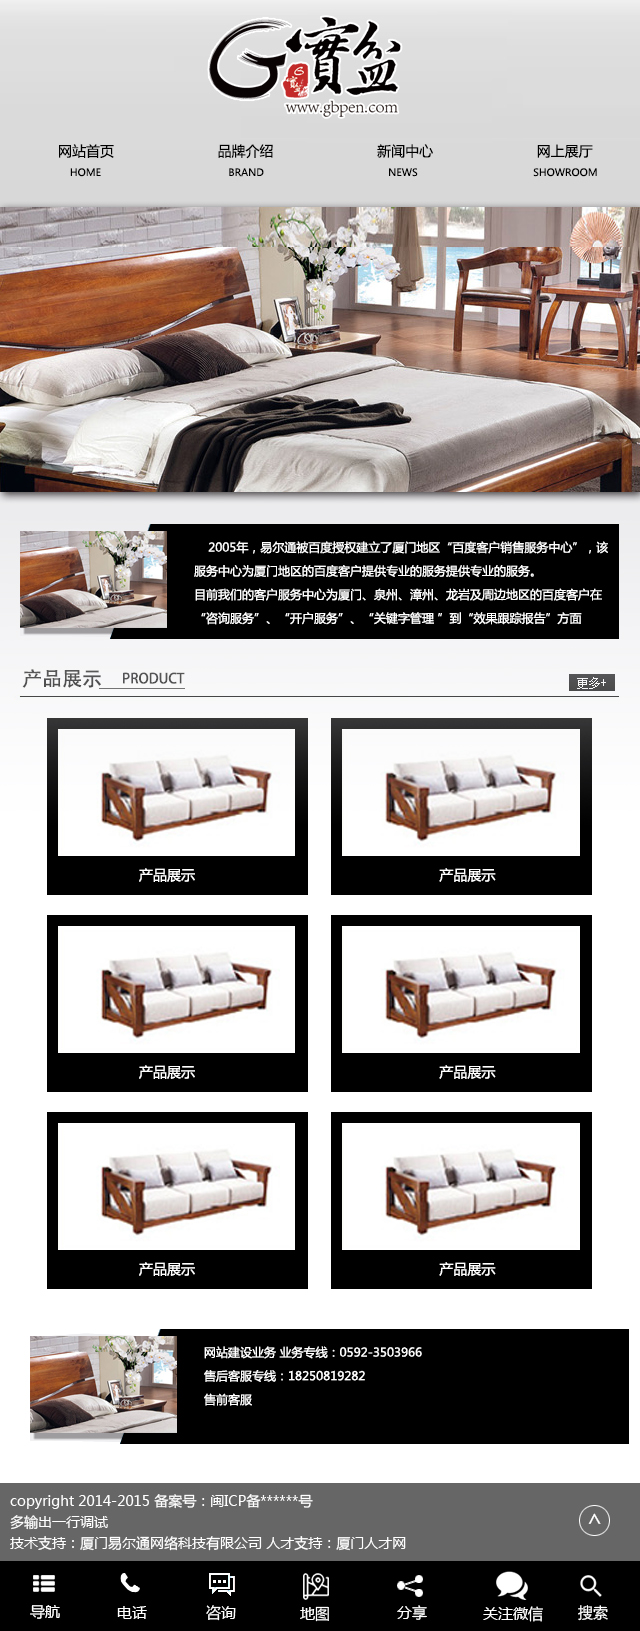 G實盆
www.gbpen.com
网站首页 品牌介绍 新闻中心 网上展厅
HOME BRAND NEWS SHOWROOM
2005年，易尔通被百度授权建立了厦门地区“百度客户销售服务中心”，该
服务中心为厦门地区的百度客户提供专业的服务提供专业的服务。
目前我们的客户服务中心为厦门、泉州、漳州、龙岩及周边地区的百度客户在
“咨询服务”、“开户服务”、“关键字管理 ”到“效果跟踪报告”方面
产品展示 PRODUCT 更多+
产品展示 产品展示
产品展示 产品展示
产品展示 产品展示
网站建设业务 业务专线：0592-3503966
售后客服专线：18250819282
售前客服
copyright 2014-2015 备案号：闽ICP备******号
多输出一行调试
技术支持：厦门易尔通网络科技有限公司 人才支持：厦门人才网
导航 电话 咨询 地图 分享 关注微信 搜索